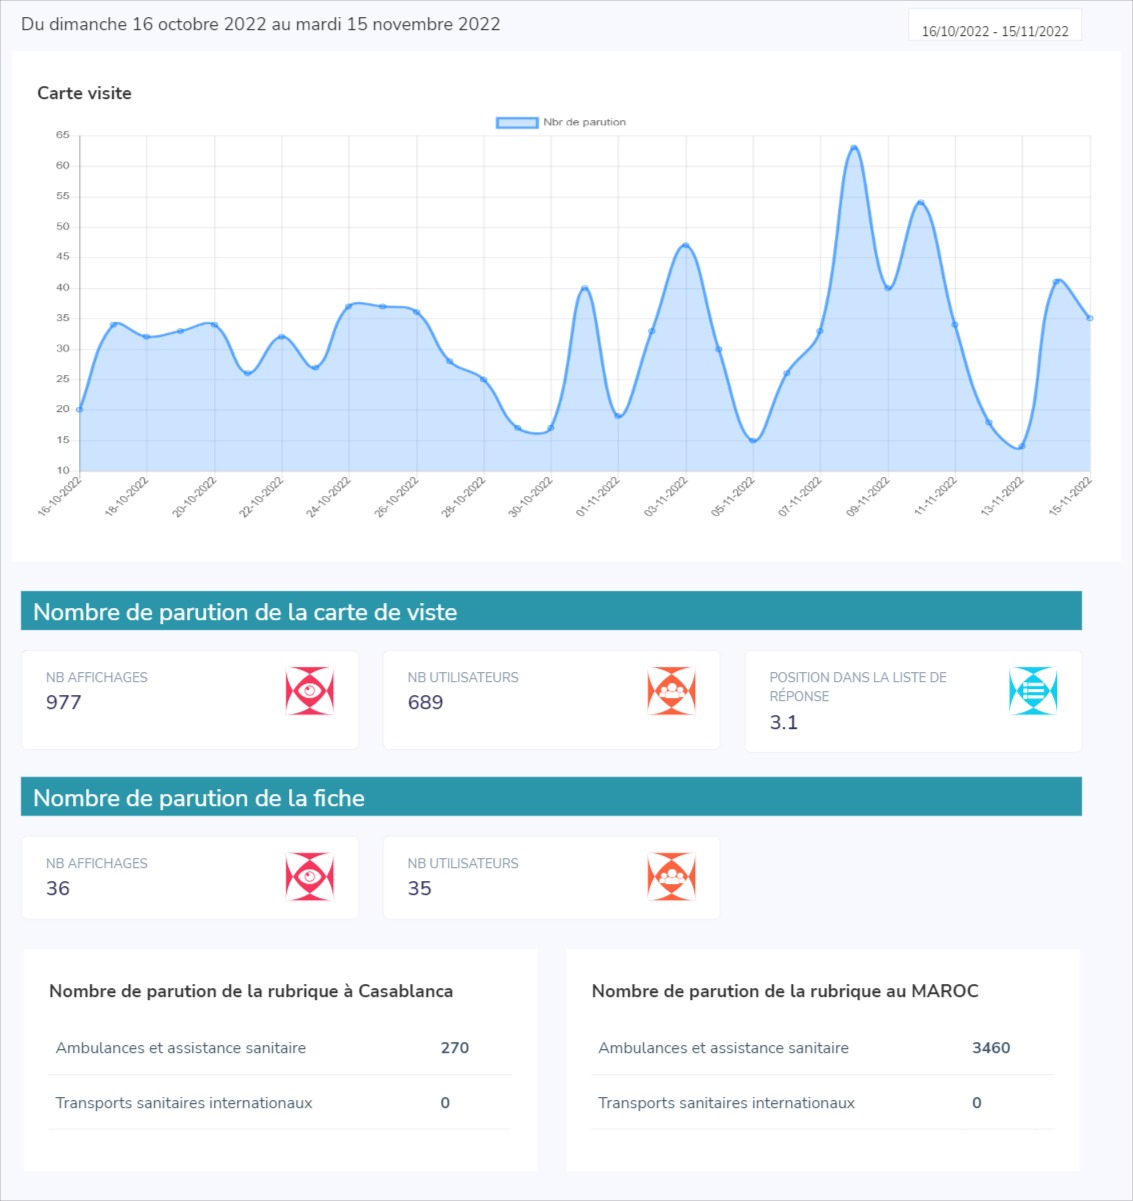 Du dimanche 16 octobre 2022 au mardi 15 novembre 2022
16/10/2022 - 15/11/2022
Carte visite
Nbr de parution
65
60
55
50
45
40
35
30
25
20
15
10
16-10-2022
18-10-2022
20-10-2022
22-10-2022
24-10-2022
26-10-2022
28-10-2022
30-10-2022
01-11-2022
03-11-2022
05-11-2022
07-11-2022
09-11-2022
11-11-2022
13-11-2022
15-11-2022
Nombre de parution de la carte de viste
NB AFFICHAGES
977
NB UTILISATEURS
689
POSITION DANS LA LISTE DE
RÉPONSE
3.1
Nombre de parution de la fiche
NB AFFICHAGES
36
NB UTILISATEURS
35
Nombre de parution de la rubrique à Casablanca
Ambulances et assistance sanitaire 270
Transports sanitaires internationaux 0
Nombre de parution de la rubrique au MAROC
Ambulances et assistance sanitaire 3460
Transports sanitaires internationaux 0